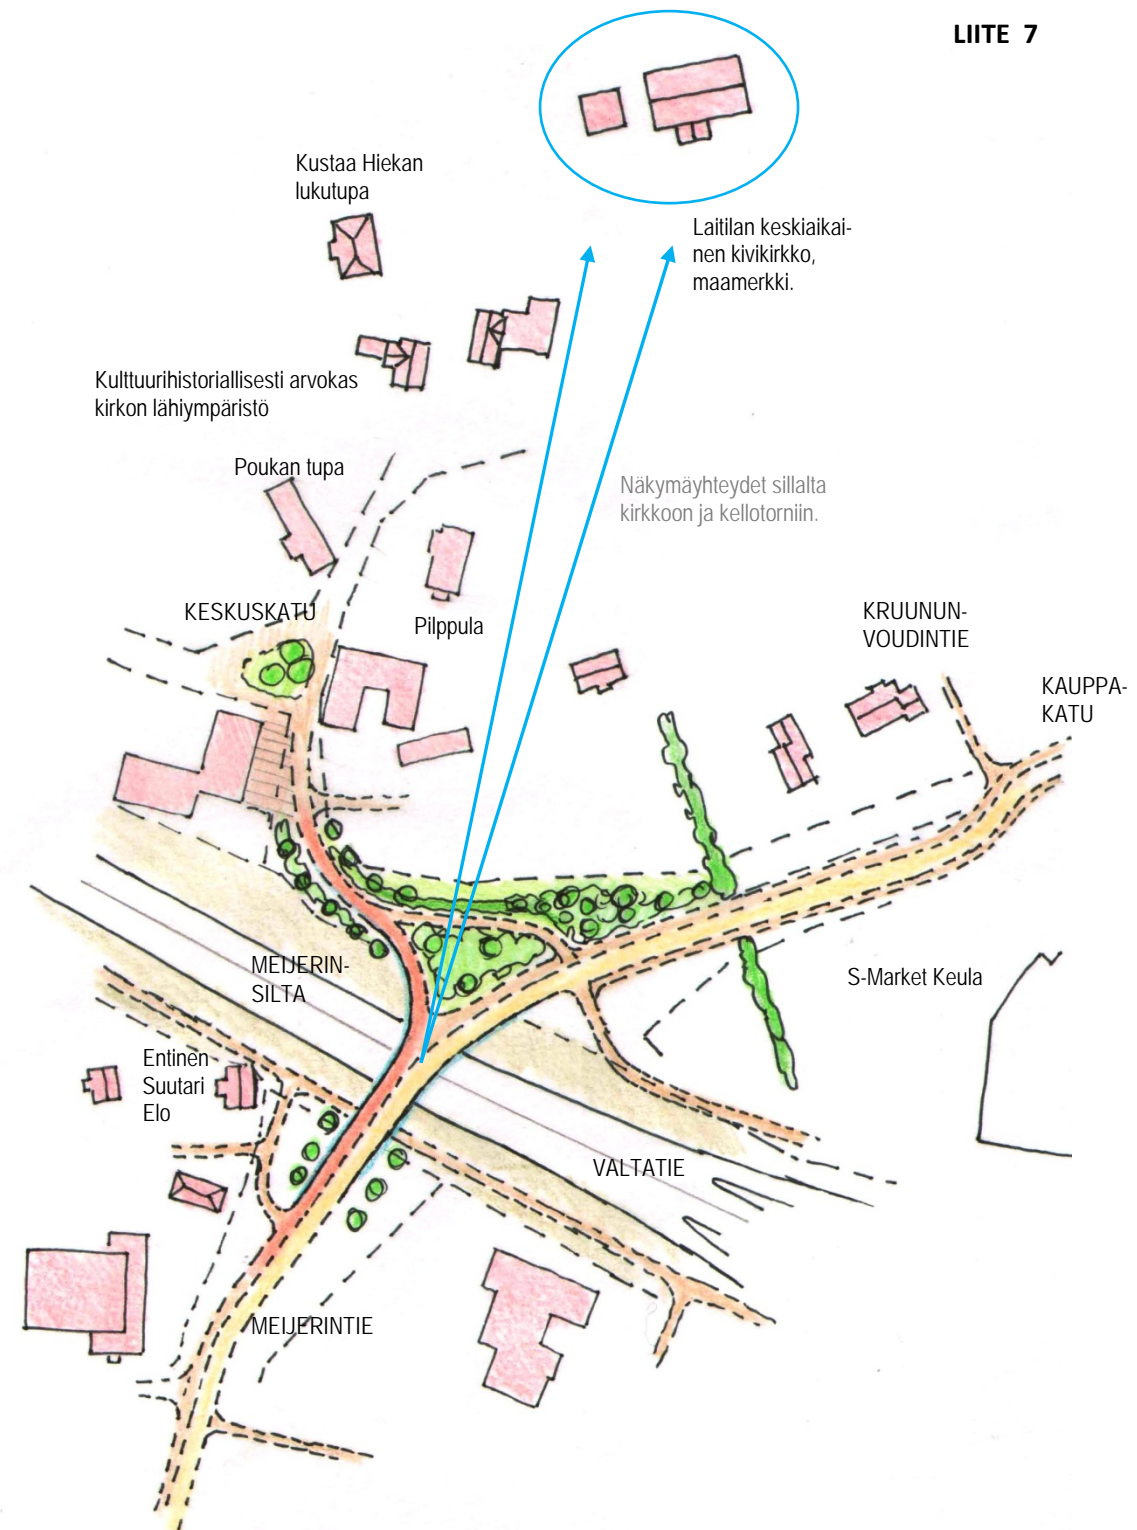 LIITE 7
Kustaa Hiekan
lukutupa
Laitilan keskiaikai-
nen kivikirkko,
maamerkki.
Kulttuurihistoriallisesti arvokas
kirkon lähiympäristö
Poukan tupa
Näkymäyhteydet sillalta
kirkkoon ja kellotorniin.
KESKUSKATU
Pilppula
KRUUNUN-
VOUDINTIE
KAUPPA-
KATU
MEIJERIN-
SILTA
S-Market Keula
Entinen
Suutari
Elo
VALTATIE
MEIJERINTIE